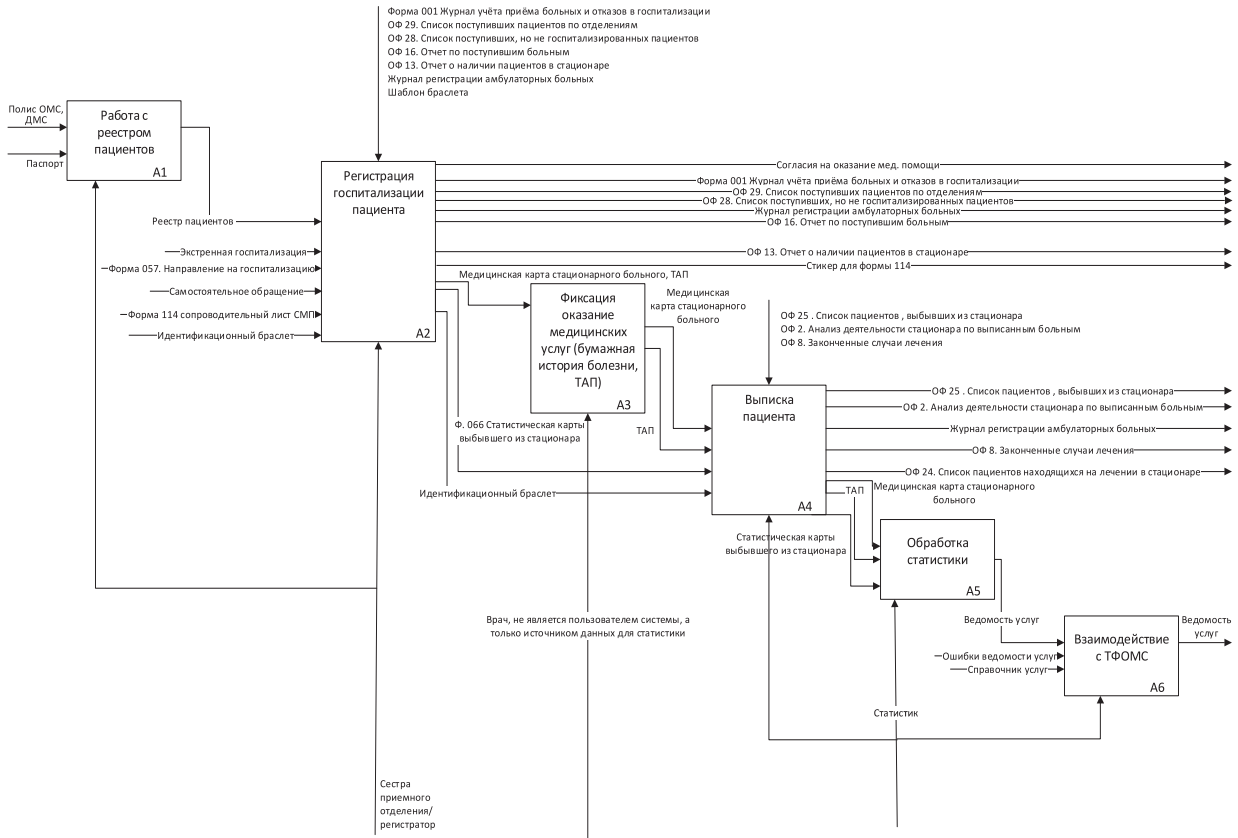 Форма 001 Журнал учёта приёма больных и отказов в госпитализации
ОФ 29. Список поступивших пациентов по отделениям
ОФ 28. Список поступивших, но не госпитализированных пациентов
ОФ 16. Отчет по поступившим больным
ОФ 13. Отчет о наличии пациентов в стационаре
Журнал регистрации амбулаторных больных
Шаблон браслета
Полис ОМС,
ДМС
Паспорт
Работа с
реестром
пациентов
A1
Реестр пациентов
Экстренная госпитализация
Форма 057. Направление на госпитализацию
Самостоятельное обращение
Форма 114 сопроводительный лист СМП
Идентификационный браслет
Регистрация
госпитализации
пациента
A2
Согласия на оказание мед. помощи
Форма 001 Журнал учёта приёма больных и отказов в госпитализации
ОФ 29. Список поступивших пациентов по отделениям
ОФ 28. Список поступивших, но не госпитализированных пациентов
Журнал регистрации амбулаторных больных
ОФ 16. Отчет по поступившим больным
ОФ 13. Отчет о наличии пациентов в стационаре
Стикер для формы 114
Медицинская карта стационарного больного, ТАП
Фиксация
оказание
медицинских
услуг (бумажная
история болезни,
ТАП)
A3
Медицинская
карта стационарного
больного
ТАП
Ф. 066 Статистическая карты
выбывшего из стационара
Идентификационный браслет
ОФ 25 . Список пациентов , выбывших из стационара
ОФ 2. Анализ деятельности стационара по выписанным больным
ОФ 8. Законченные случаи лечения
Выписка
пациента
A4
ОФ 25 . Список пациентов , выбывших из стационара
ОФ 2. Анализ деятельности стационара по выписанным больным
Журнал регистрации амбулаторных больных
ОФ 8. Законченные случаи лечения
ОФ 24. Список пациентов находящихся на лечении в стационаре
Медицинская карта стационарного
больного
ТАП
Статистическая карты
выбывшего из стационара
Обработка
статистики
A5
Ведомость услуг
Ошибки ведомости услуг
Справочник услуг
Взаимодействие
с ТФОМС
A6
Ведомость
услуг
Врач, не является пользователем системы, а
только источником данных для статистики
Статистик
Сестра
приемного
отделения/
регистратор